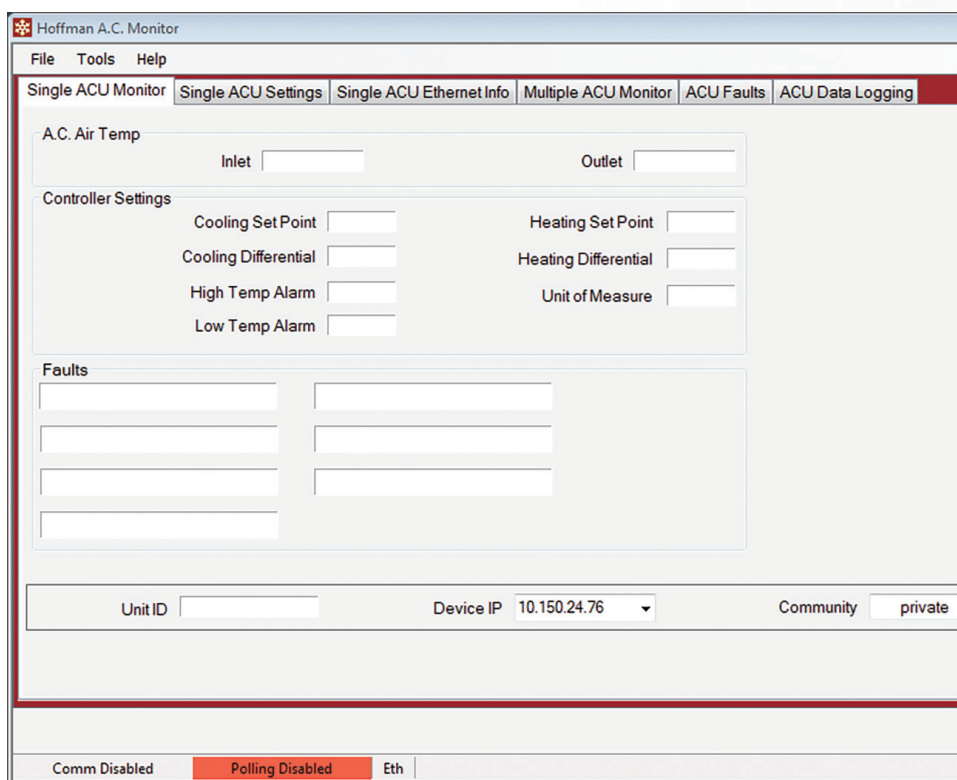 Hoffman A.C. Monitor
File Tools Help
Single ACU Monitor Single ACU Settings Single ACU Ethernet Info Multiple ACU Monitor ACU Faults ACU Data Logging
A.C. Air Temp
Inlet Outlet
Controller Settings
Cooling Set Point Heating Set Point
Cooling Differential Heating Differential
High Temp Alarm Unit of Measure
Low Temp Alarm
Faults
Unit ID Device IP 10.150.24.76 Community private
Comm Disabled Polling Disabled Eth